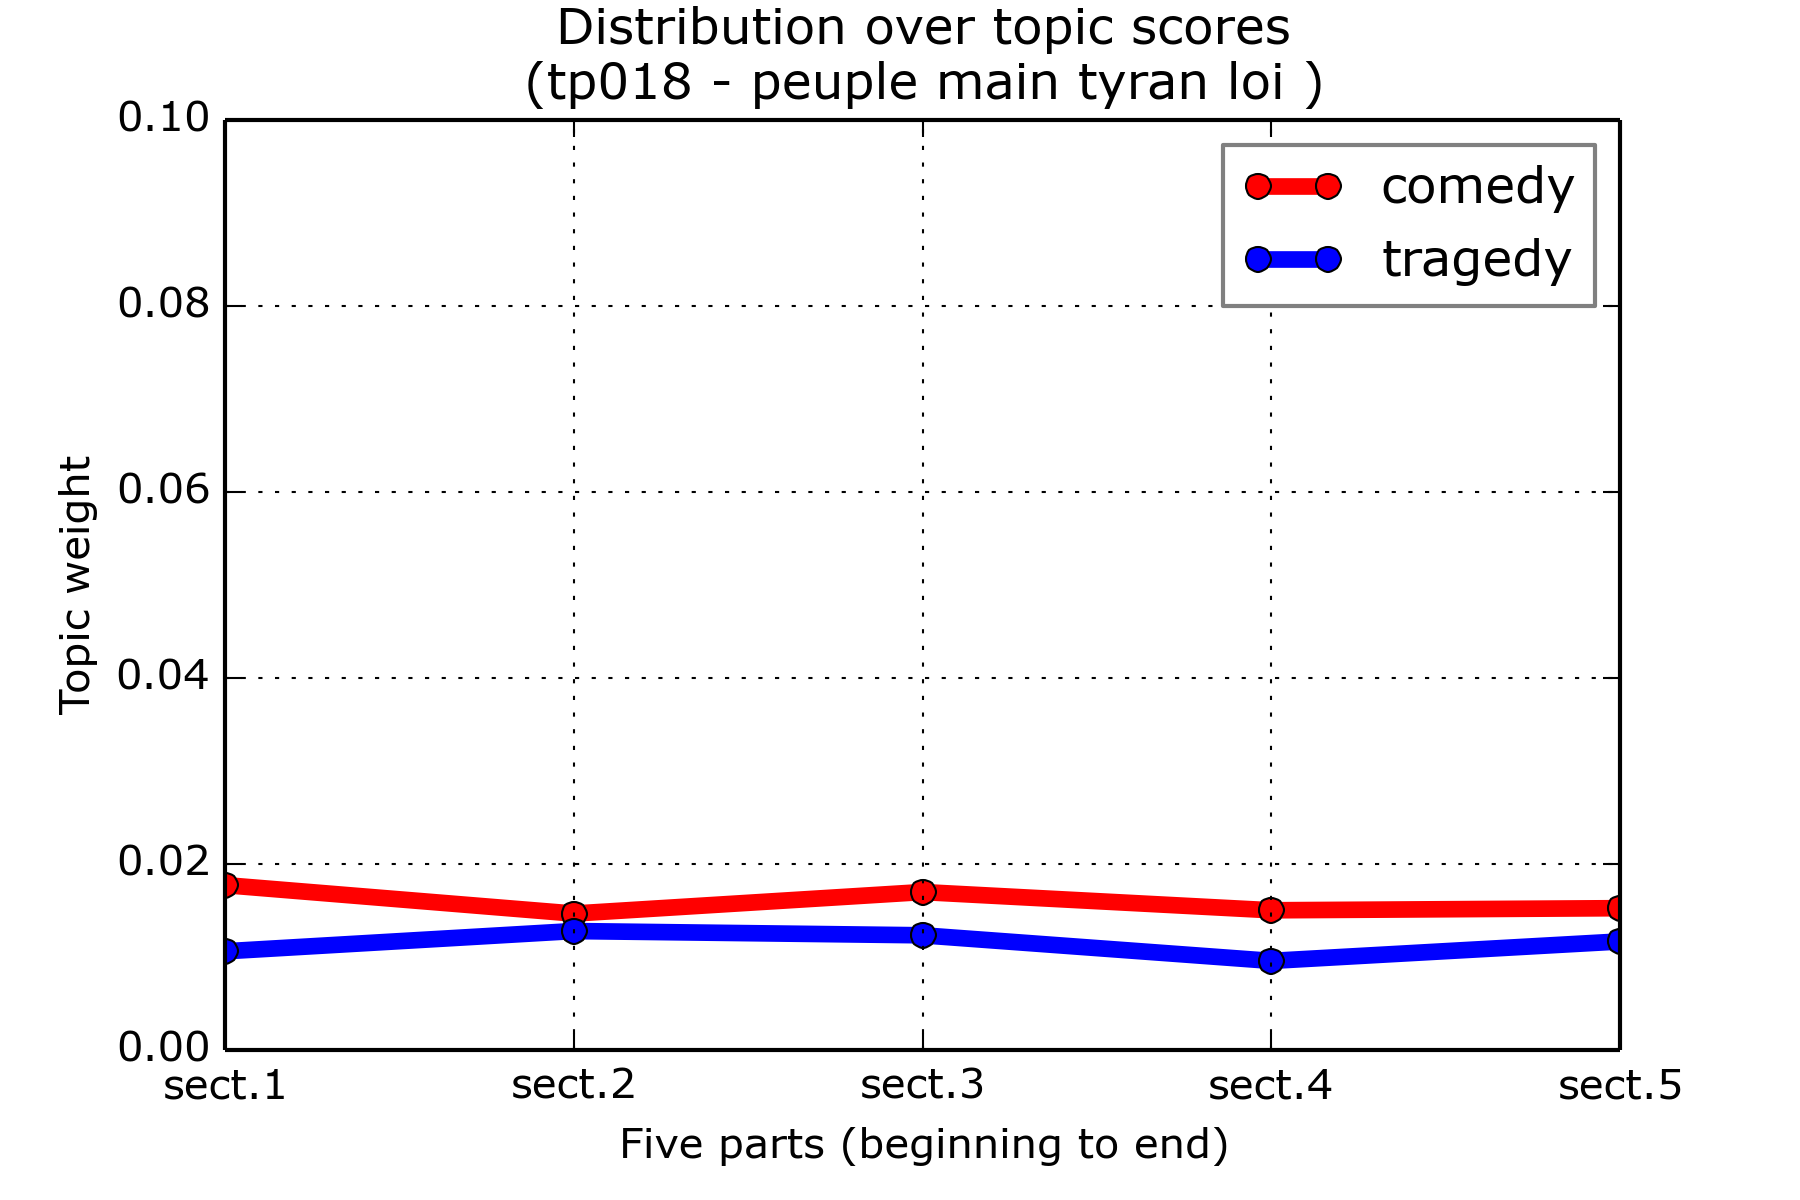 Distribution over topic scores
(tp018 - peuple main tyran loi )
0.10
0.08
0.06
0.04
0.02
0.00
Topic weight
comedy
tragedy
sect.1 sect.2 sect.3 sect.4 sect.5
Five parts (beginning to end)